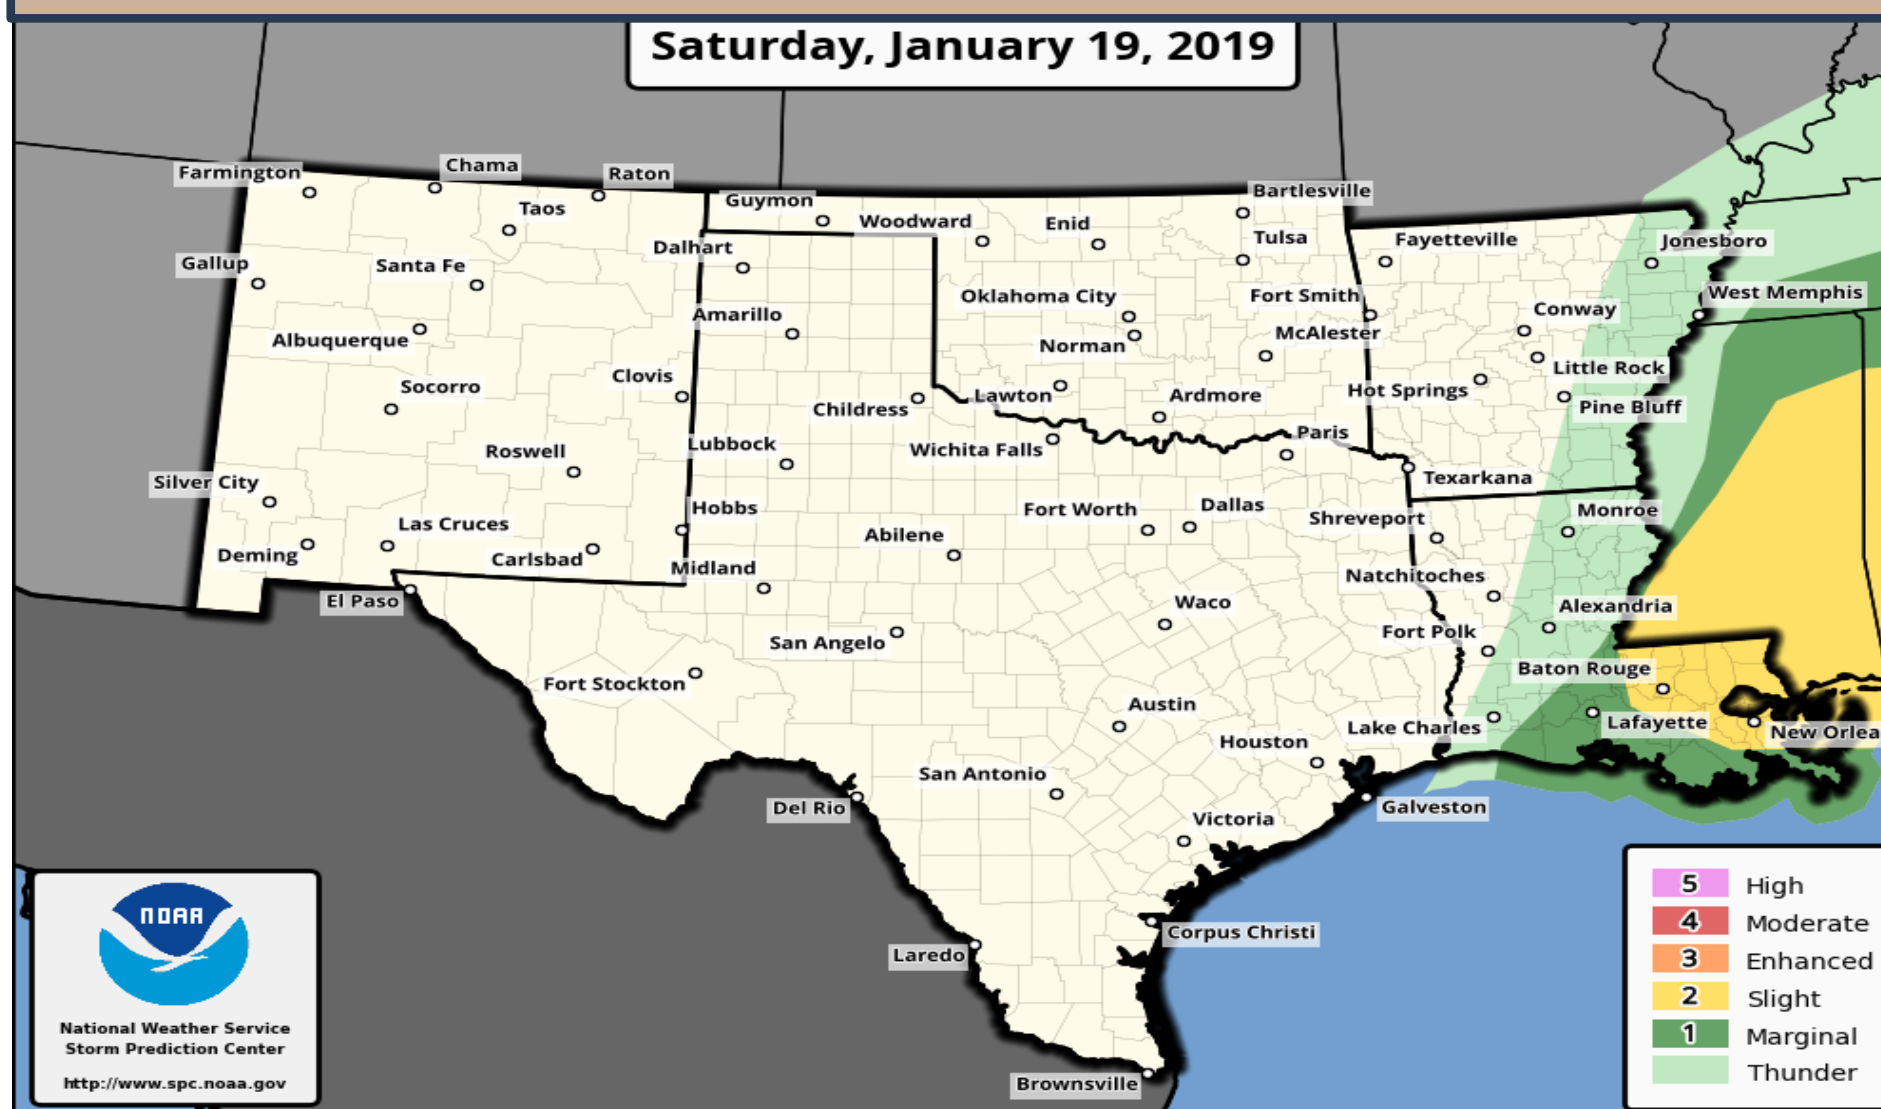 Saturday, January 19, 2019
Farmington
Chama
Raton
Taos
Guymon
Woodward
Enid
Bartlesville
Tulsa
Fayetteville
Jonesboro
Gallup
Santa Fe
Dalhart
Oklahoma City
Fort Smith
West Memphis
Conway
Amarillo
Albuquerque
Norman
McAlester
Little Rock
Socorro
Clovis
Childress
Lawton
Ardmore
Hot Springs
Pine Bluff
Roswell
Lubbock
Wichita Falls
Paris
Texarkana
Silver City
Hobbs
Fort Worth
Dallas
Shreveport
Monroe
Las Cruces
Abilene
Deming
Carlsbad
Midland
Natchitoches
El Paso
Waco
Alexandria
San Angelo
Fort Polk
Fort Stockton
Baton Rouge
Austin
Lake Charles
Lafayette
New Orlea
Houston
San Antonio
Del Rio
Galveston
Victoria
Corpus Christi
Laredo
Brownsville
NOAA
National Weather Service
Storm Prediction Center
http://www.spc.noaa.gov
5 High
4 Moderate
3 Enhanced
2 Slight
1 Marginal
Thunder